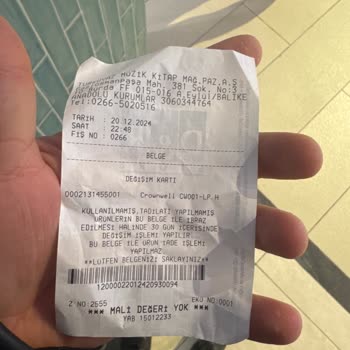 MÜZİK KİTAP MAĞ.PAZ.A.Ş
Mah. 381 Sok. No:3
FF 015-016 A.Eylül/BALIKE
ANADOLU KURUMLAR 3060344764
Tel:0266-5020516
TARİH : 20.12.2024
SAAT : 22:48
FİŞ NO : 0266
BELGE
DEĞİŞİM KARTI
0002131455001 Crownwell CW001-LP H
KULLANILMAMIŞ,TADİLATI YAPILMAMIŞ
ÜRÜNLERİN BU BELGE İLE İBRAZ
EDİLMESİ HALİNDE 30 GÜN İÇERİSİNDE
DEĞİŞİM İŞLEMİ YAPILIR.
BU BELGE İLE ÜRÜN İADE İŞLEMİ
YAPILMAZ.
**LÜTFEN BELGENİZİ SAKLAYINIZ**
12000022012420930094
Z NO:2555 EKÜ NO:0001
*** MALİ DEĞERİ YOK ***
YAB 15012233